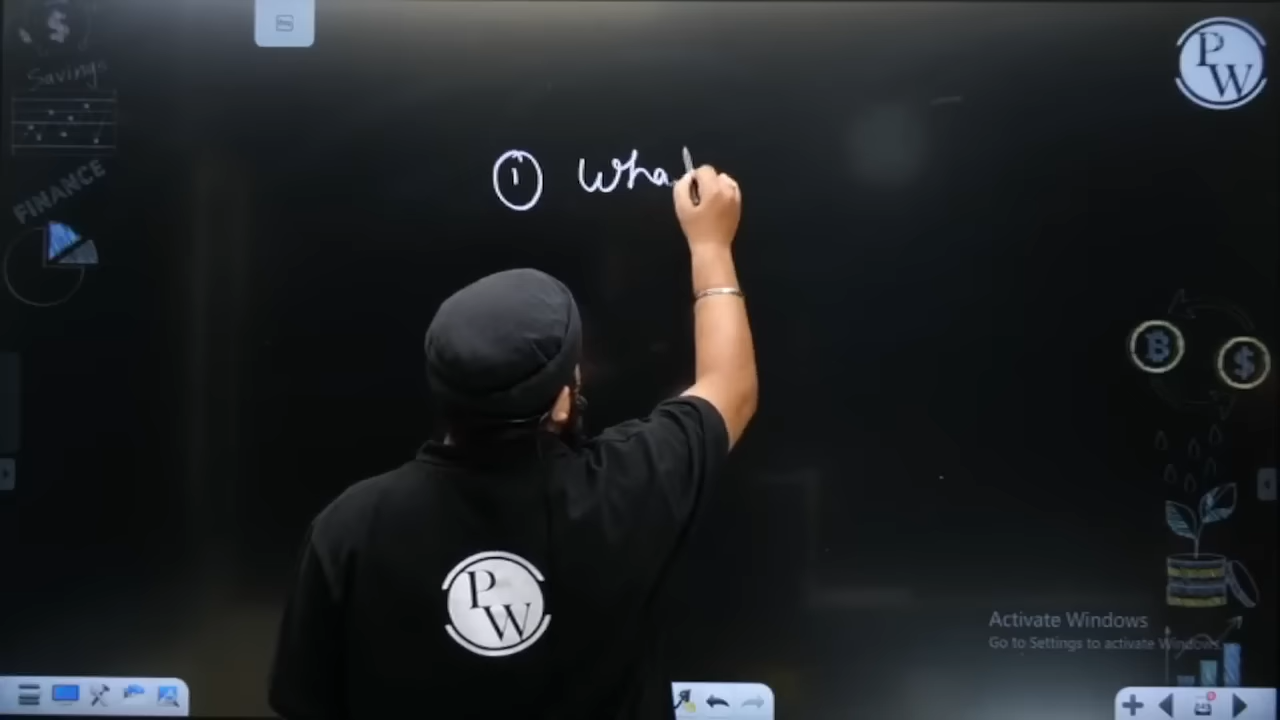 Savings
FINANCE
PW
① Wha
PW
Activate Windows
Go to Settings to activate Windows.